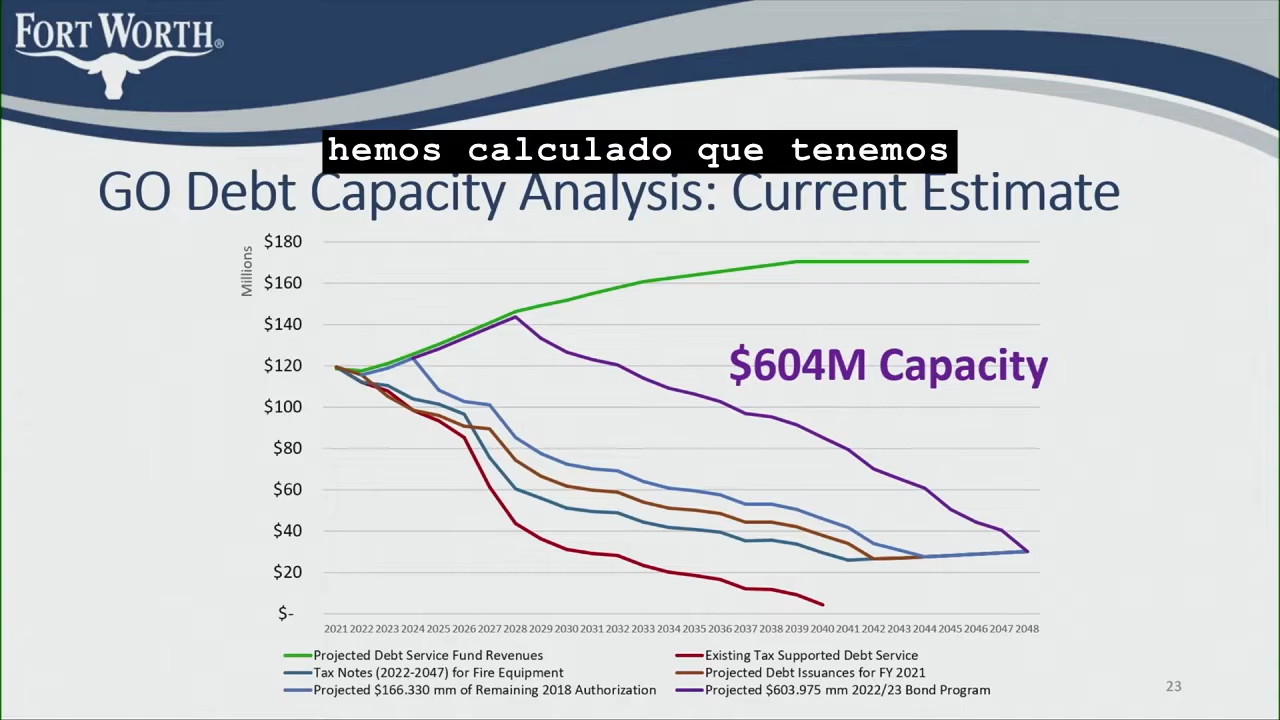 FORT WORTH®
hemos calculado que tenemos
GO Debt Capacity Analysis: Current Estimate
Millions
$180
$160
$140
$120
$100
$80
$60
$40
$20
$-
$604M Capacity
2021 2022 2023 2024 2025 2026 2027 2028 2029 2030 2031 2032 2033 2034 2035 2036 2037 2038 2039 2040 2041 2042 2043 2044 2045 2046 2047 2048
Projected Debt Service Fund Revenues
Existing Tax Supported Debt Service
Tax Notes (2022-2047) for Fire Equipment
Projected Debt Issuances for FY 2021
Projected $166.330 mm of Remaining 2018 Authorization
Projected $603.975 mm 2022/23 Bond Program
23